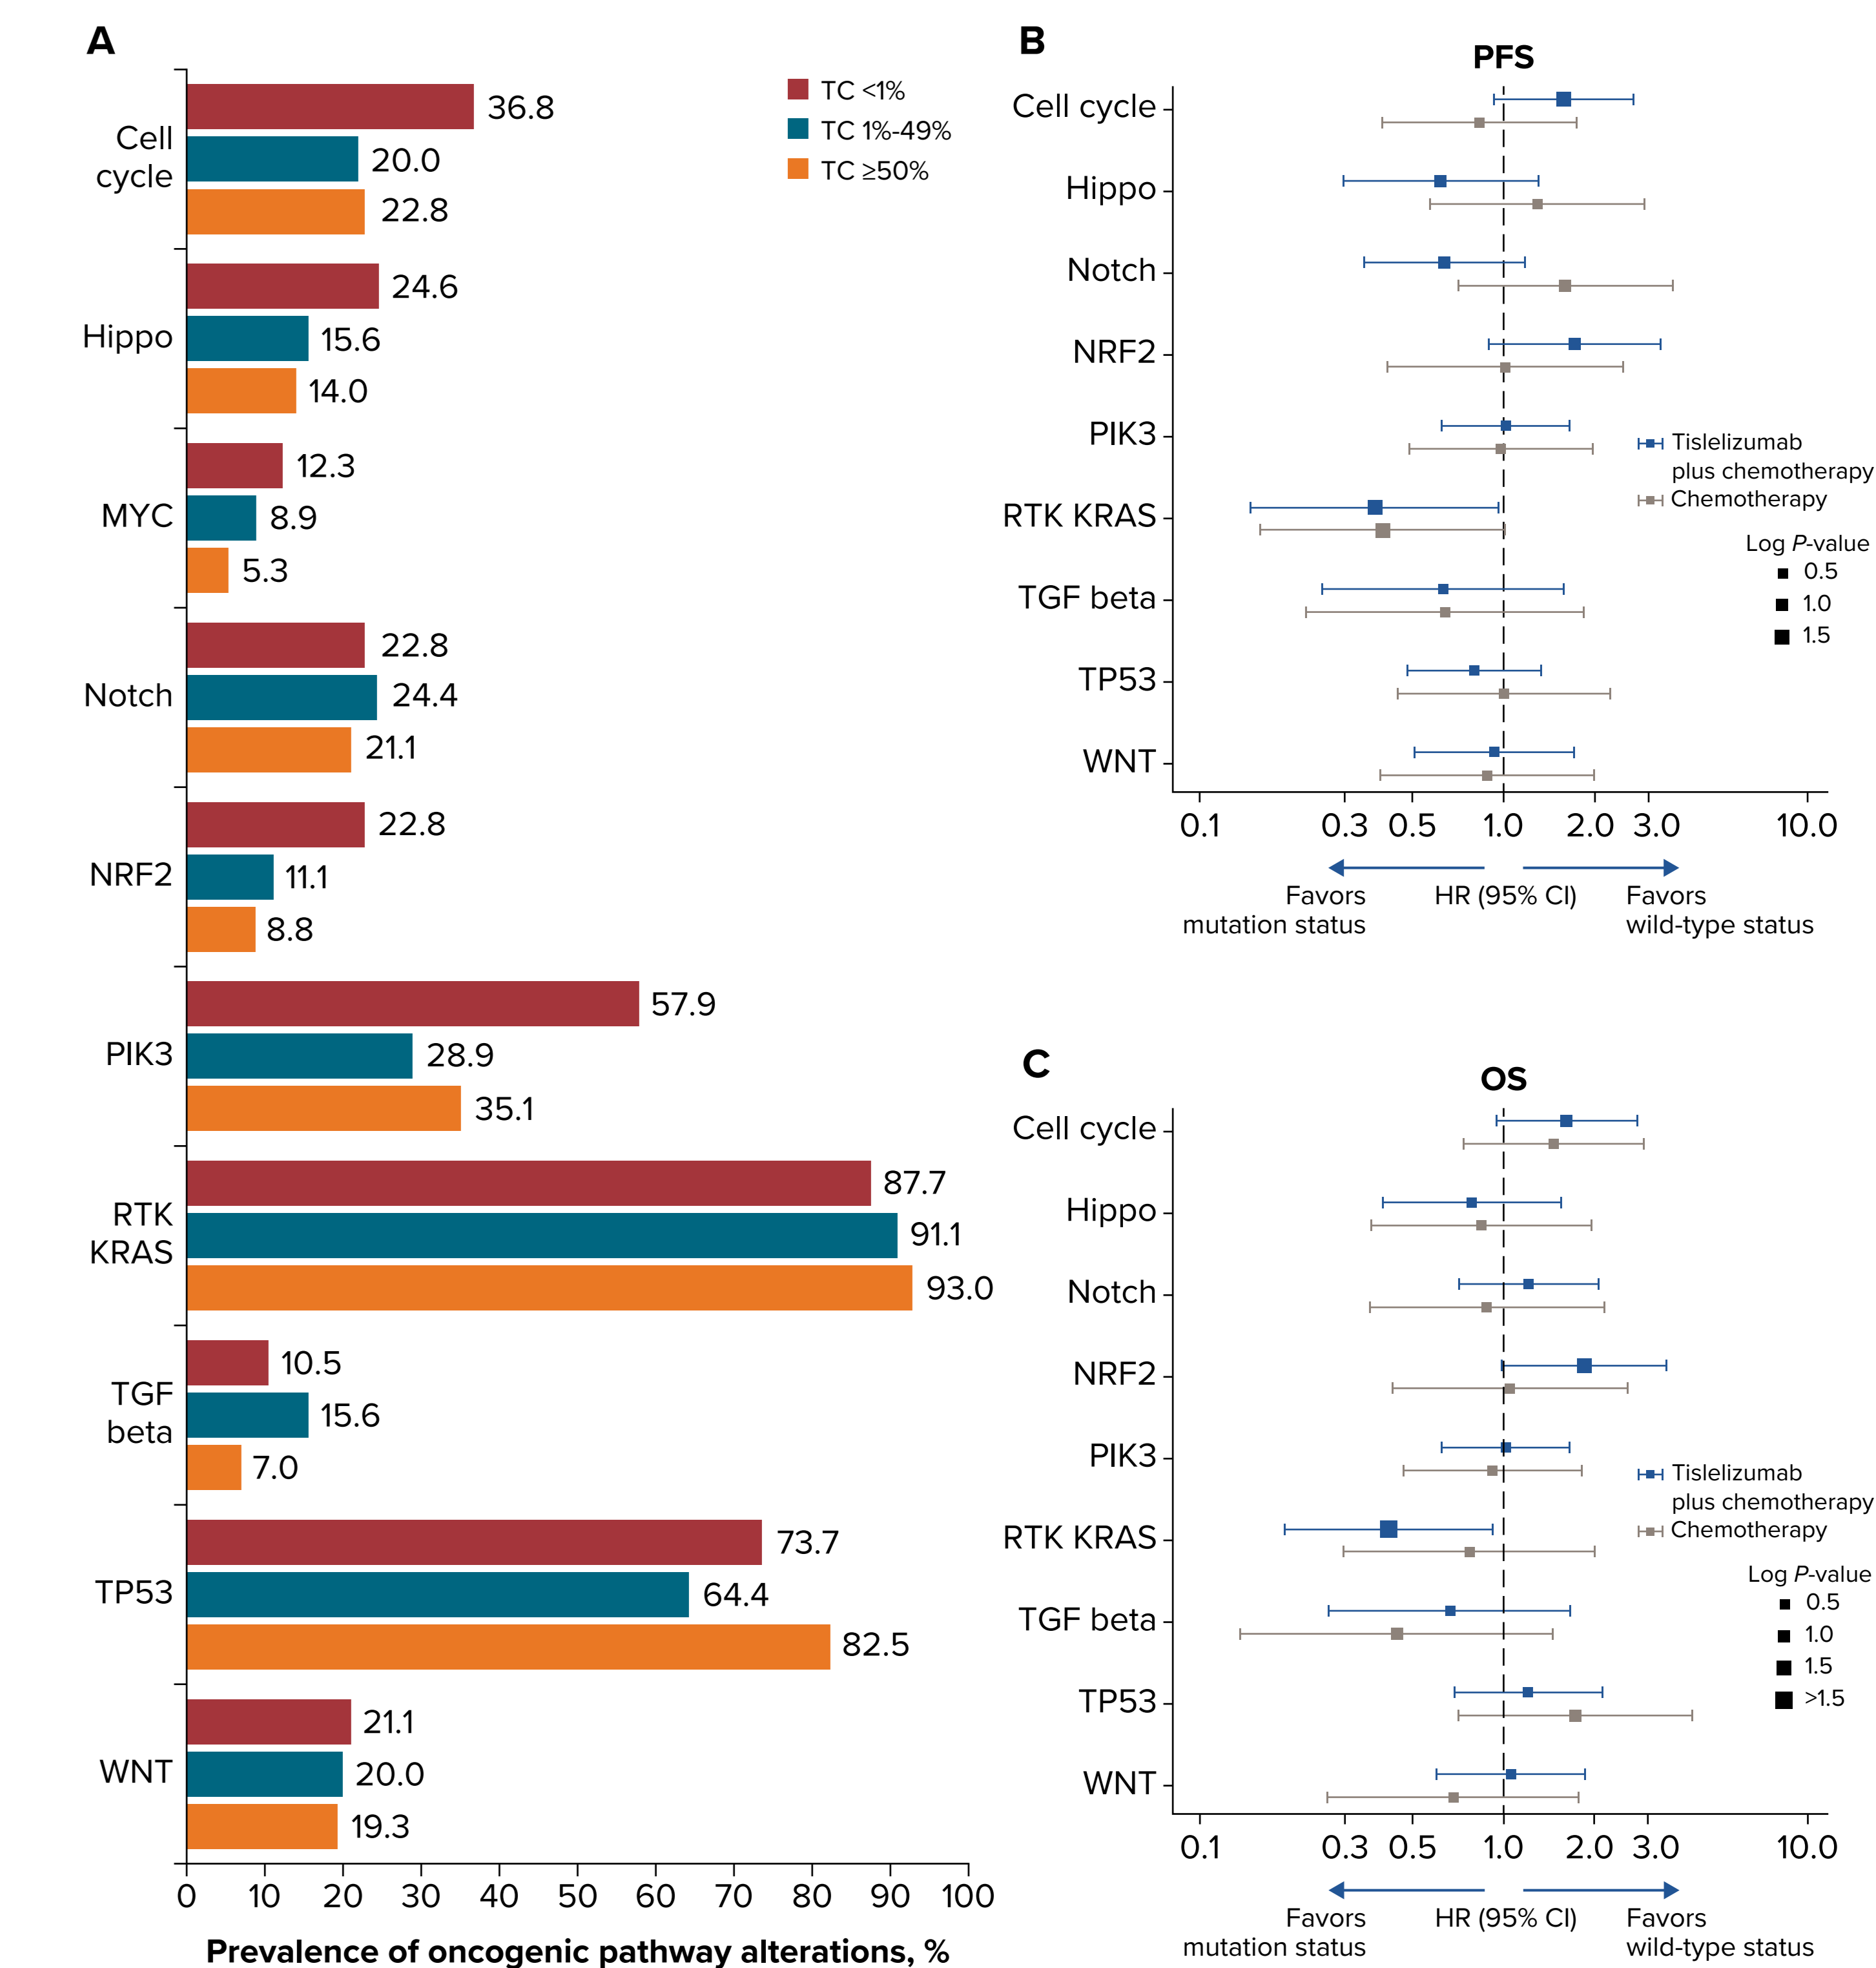 A
TC <1%
TC 1%-49%
TC ≥50%
Cell
cycle
36.8
20.0
22.8
Hippo
24.6
15.6
14.0
MYC
12.3
8.9
5.3
Notch
22.8
24.4
21.1
NRF2
22.8
11.1
8.8
PIK3
57.9
28.9
35.1
RTK
KRAS
87.7
91.1
93.0
TGF
beta
10.5
15.6
7.0
TP53
73.7
64.4
82.5
WNT
21.1
20.0
19.3
0 10 20 30 40 50 60 70 80 90 100
Prevalence of oncogenic pathway alterations, %
B
PFS
Cell cycle
Hippo
Notch
NRF2
PIK3
RTK KRAS
TGF beta
TP53
WNT
Tislelizumab
plus chemotherapy
Chemotherapy
Log P-value
0.5
1.0
1.5
0.1 0.3 0.5 1.0 2.0 3.0 10.0
Favors
mutation status
HR (95% CI)
Favors
wild-type status
C
OS
Cell cycle
Hippo
Notch
NRF2
PIK3
RTK KRAS
TGF beta
TP53
WNT
Tislelizumab
plus chemotherapy
Chemotherapy
Log P-value
0.5
1.0
1.5
>1.5
0.1 0.3 0.5 1.0 2.0 3.0 10.0
Favors
mutation status
HR (95% CI)
Favors
wild-type status